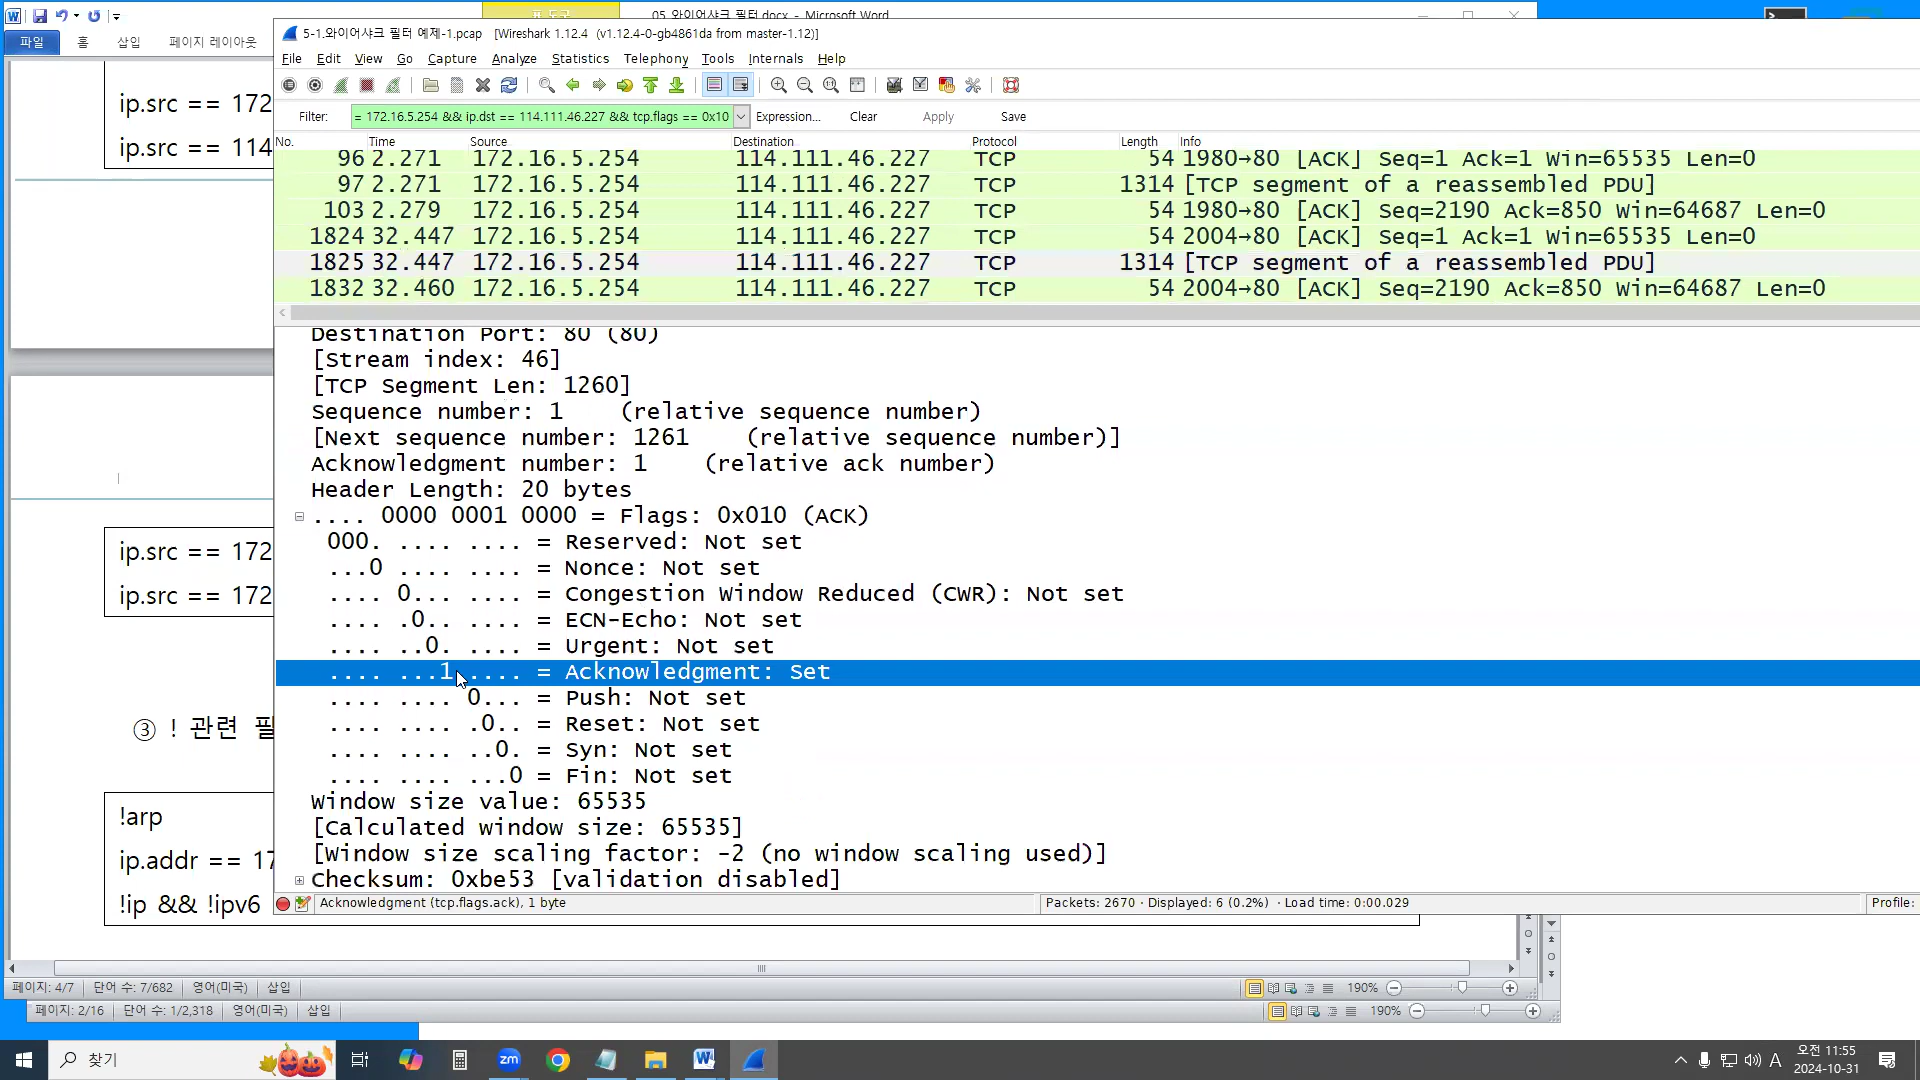 05_와이어샤크 필터.docx - Microsoft Word
파일 홈 삽입 페이지 레이아웃
ip.src == 172
ip.src == 114
ip.src == 172
ip.src == 172
③ ! 관련 필
!arp
ip.addr == 17
!ip && !ipv6
5-1.와이어샤크 필터 예제-1.pcap [Wireshark 1.12.4 (v1.12.4-0-gb4861da from master-1.12)]
File Edit View Go Capture Analyze Statistics Telephony Tools Internals Help
Filter: = 172.16.5.254 && ip.dst == 114.111.46.227 && tcp.flags == 0x10 Expression... Clear Apply Save
No. Time Source Destination Protocol Length Info
96 2.271 172.16.5.254 114.111.46.227 TCP 54 1980→80 [ACK] Seq=1 Ack=1 Win=65535 Len=0
97 2.271 172.16.5.254 114.111.46.227 TCP 1314 [TCP segment of a reassembled PDU]
103 2.279 172.16.5.254 114.111.46.227 TCP 54 1980→80 [ACK] Seq=2190 Ack=850 Win=64687 Len=0
1824 32.447 172.16.5.254 114.111.46.227 TCP 54 2004→80 [ACK] Seq=1 Ack=1 Win=65535 Len=0
1825 32.447 172.16.5.254 114.111.46.227 TCP 1314 [TCP segment of a reassembled PDU]
1832 32.460 172.16.5.254 114.111.46.227 TCP 54 2004→80 [ACK] Seq=2190 Ack=850 Win=64687 Len=0
Destination Port: 80 (80)
[Stream index: 46]
[TCP Segment Len: 1260]
Sequence number: 1 (relative sequence number)
[Next sequence number: 1261 (relative sequence number)]
Acknowledgment number: 1 (relative ack number)
Header Length: 20 bytes
.... 0000 0001 0000 = Flags: 0x010 (ACK)
000. .... .... = Reserved: Not set
...0 .... .... = Nonce: Not set
.... 0... .... = Congestion Window Reduced (CWR): Not set
.... .0.. .... = ECN-Echo: Not set
.... ..0. .... = Urgent: Not set
.... ...1 .... = Acknowledgment: Set
.... .... 0... = Push: Not set
.... .... .0.. = Reset: Not set
.... .... ..0. = Syn: Not set
.... .... ...0 = Fin: Not set
Window size value: 65535
[Calculated window size: 65535]
[Window size scaling factor: -2 (no window scaling used)]
Checksum: 0xbe53 [validation disabled]
Acknowledgment (tcp.flags.ack), 1 byte Packets: 2670 · Displayed: 6 (0.2%) · Load time: 0:00.029 Profile:
페이지: 4/7 단어 수: 7/682 영어(미국) 삽입 190%
페이지: 2/16 단어 수: 1/2,318 영어(미국) 삽입 190%
찾기
zm
A
오전 11:55
2024-10-31